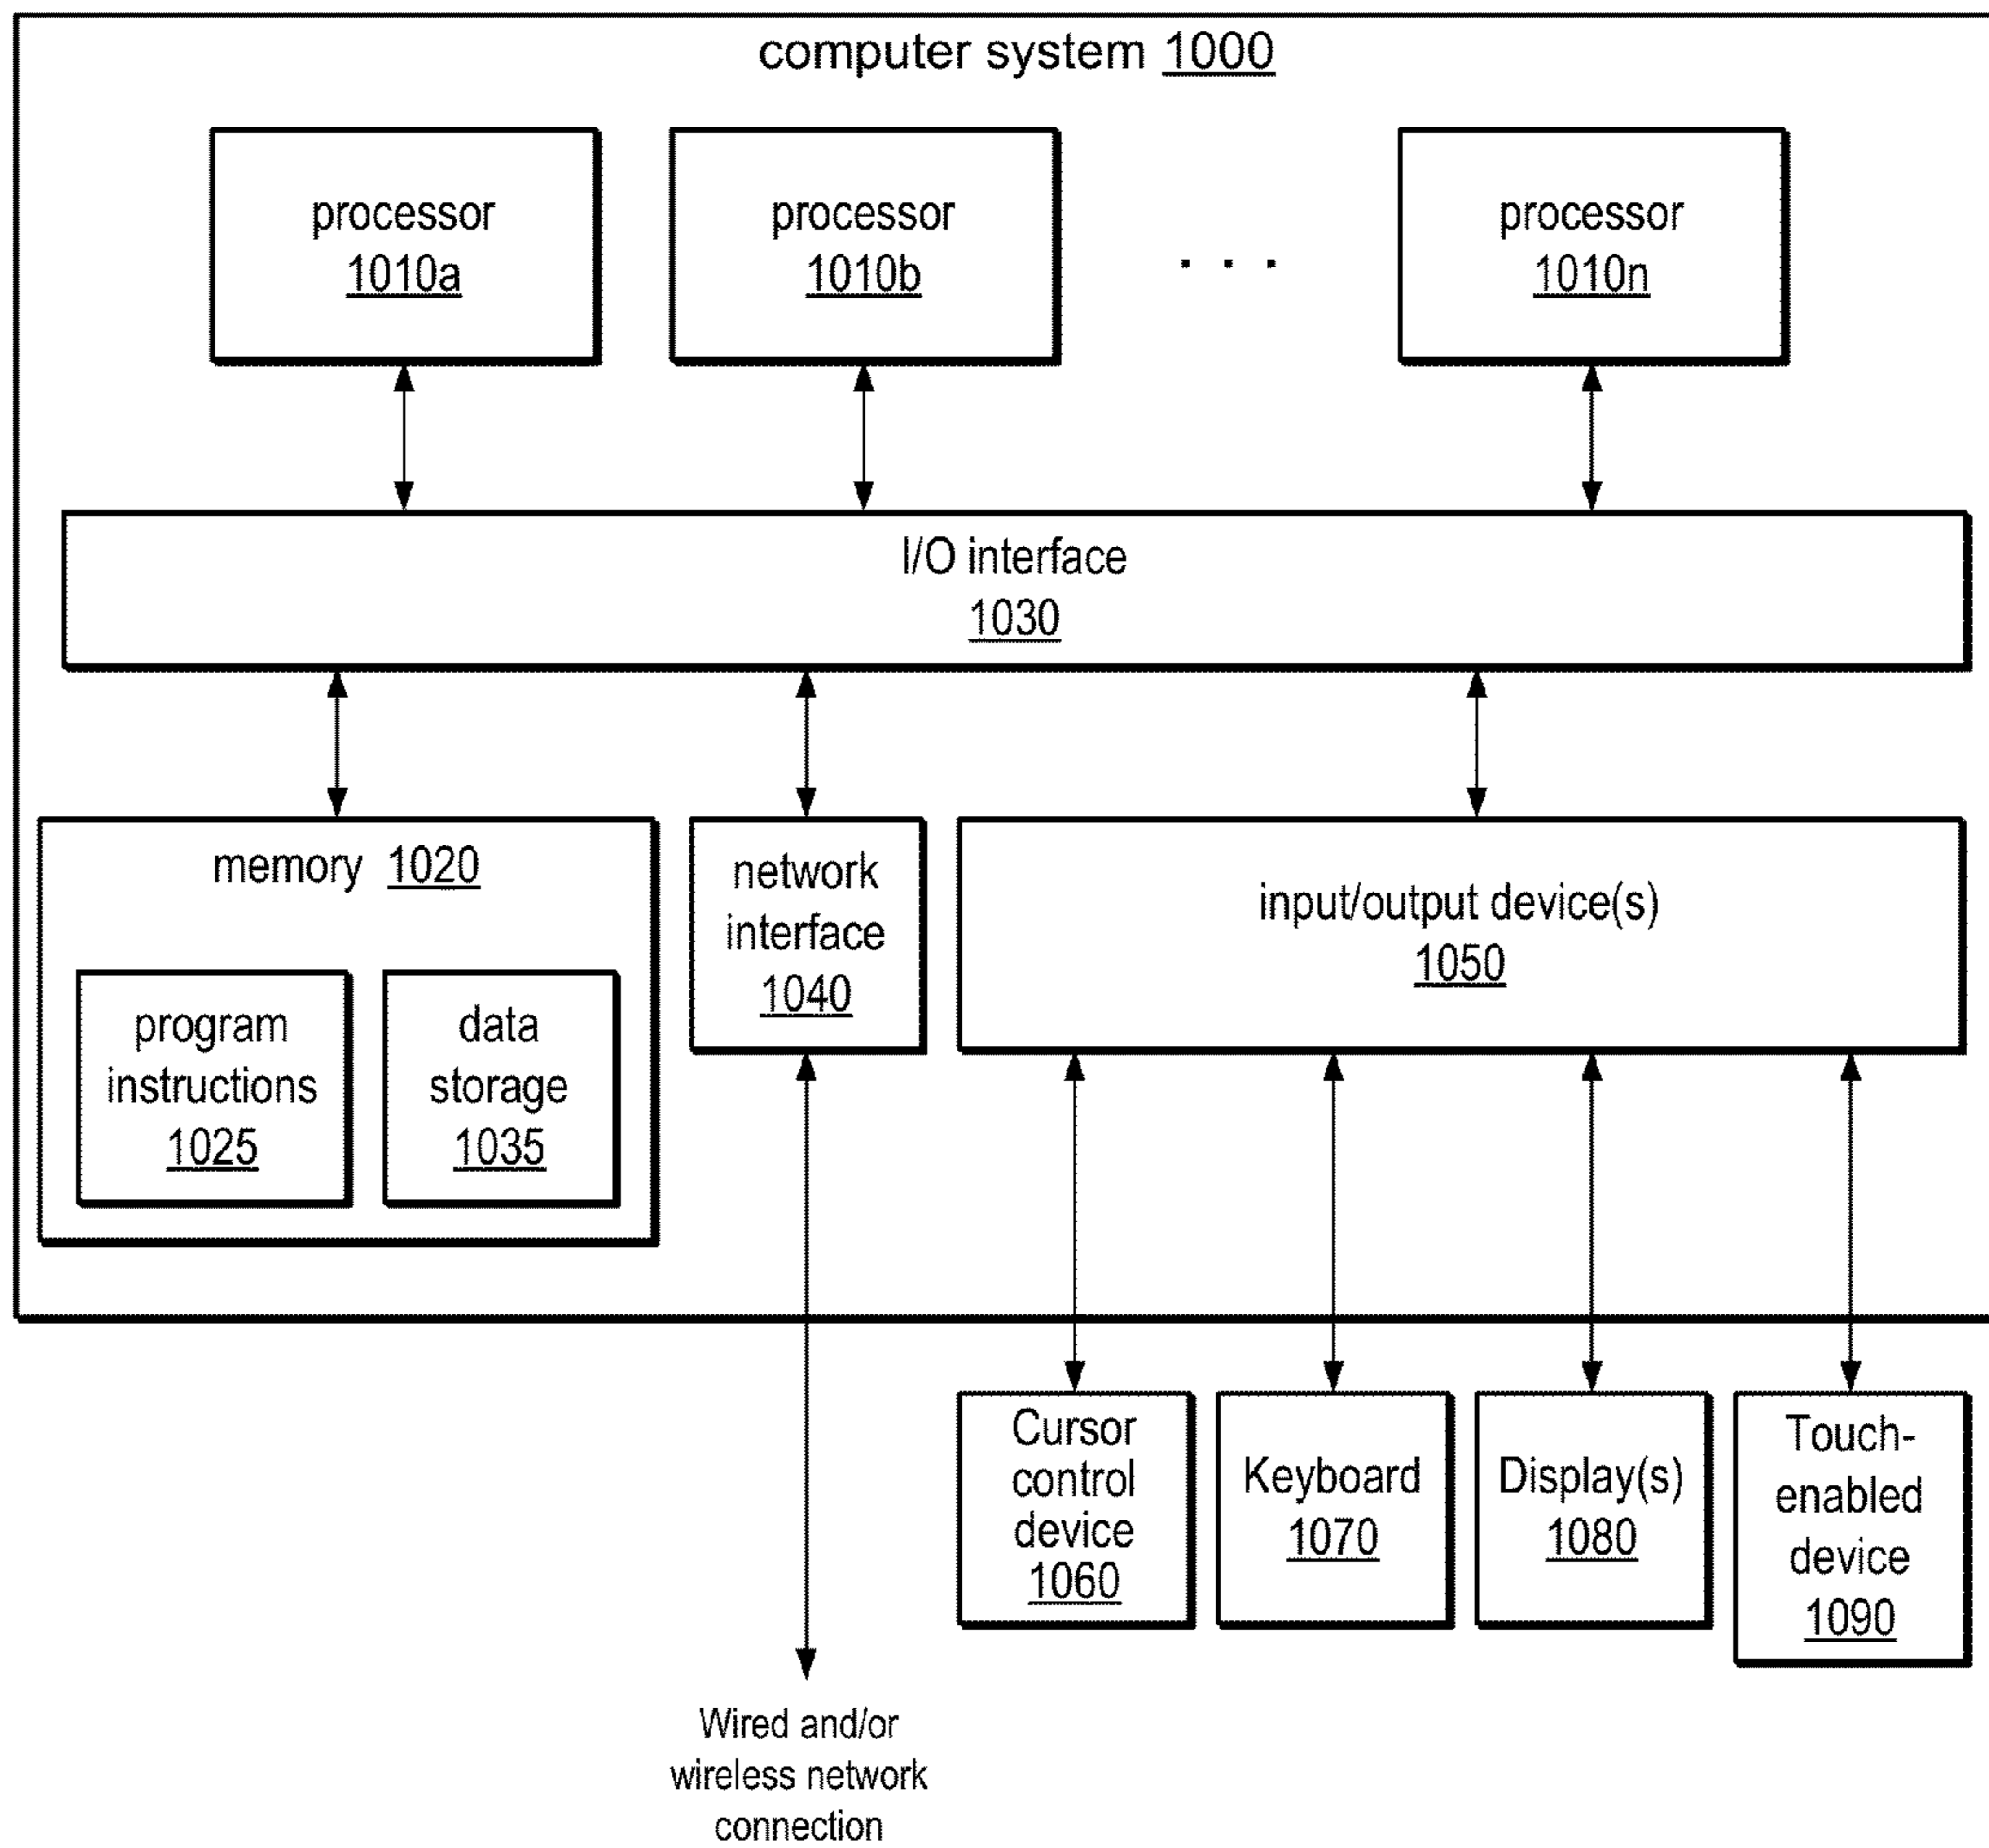 computer system 1000
processor
1010a
processor
1010b
. . .
processor
1010n
I/O interface
1030
memory 1020
program
instructions
1025
data
storage
1035
network
interface
1040
input/output device(s)
1050
Cursor
control
device
1060
Keyboard
1070
Display(s)
1080
Touch-
enabled
device
1090
Wired and/or
wireless network
connection